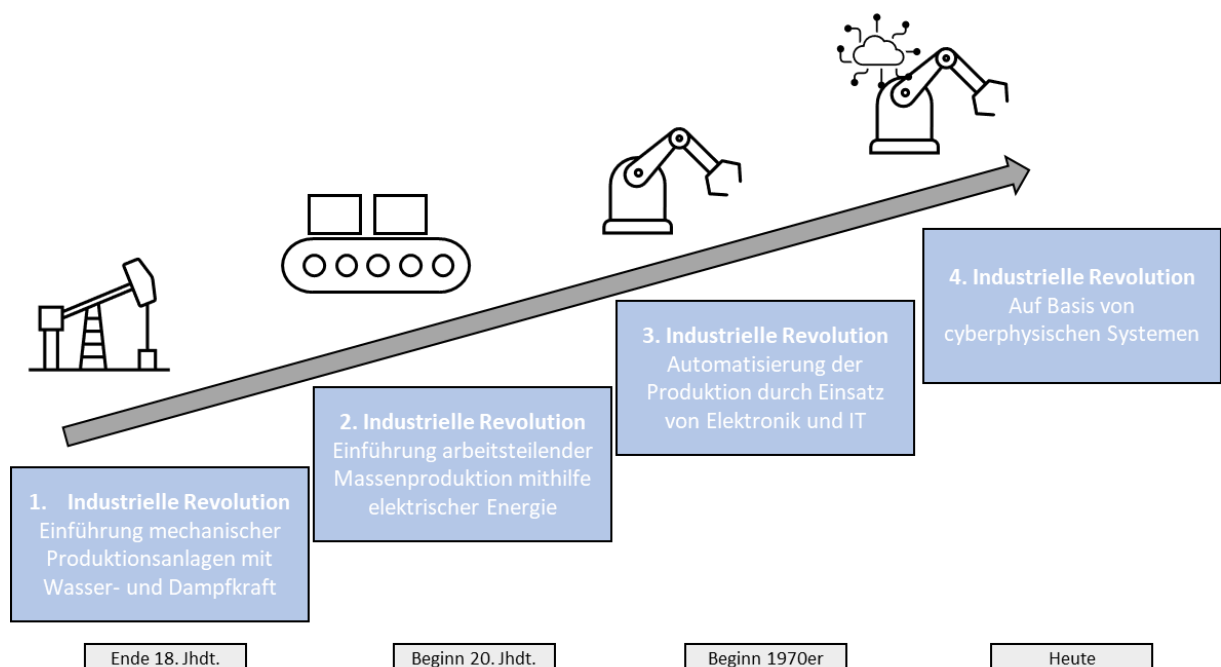 1. Industrielle Revolution
Einführung mechanischer
Produktionsanlagen mit
Wasser- und Dampfkraft
2. Industrielle Revolution
Einführung arbeitsteilender
Massenproduktion mithilfe
elektrischer Energie
3. Industrielle Revolution
Automatisierung der
Produktion durch Einsatz
von Elektronik und IT
4. Industrielle Revolution
Auf Basis von
cyberphysischen Systemen
Ende 18. Jhdt.
Beginn 20. Jhdt.
Beginn 1970er
Heute